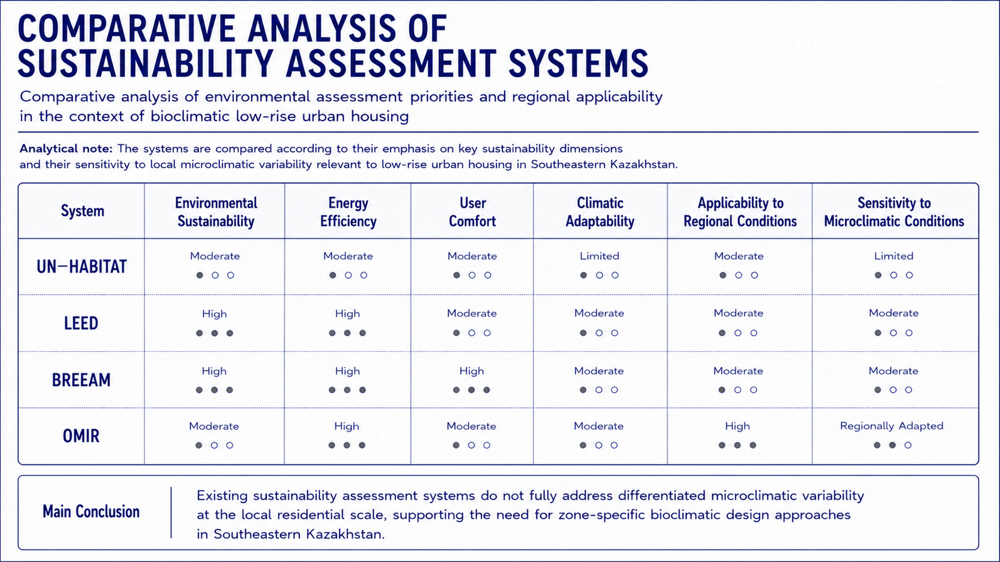 COMPARATIVE ANALYSIS OF
SUSTAINABILITY ASSESSMENT SYSTEMS
Comparative analysis of environmental assessment priorities and regional applicability
in the context of bioclimatic low-rise urban housing
Analytical note: The systems are compared according to their emphasis on key sustainability dimensions
and their sensitivity to local microclimatic variability relevant to low-rise urban housing in Southeastern Kazakhstan.
System
Environmental
Sustainability
Energy
Efficiency
User
Comfort
Climatic
Adaptability
Applicability to
Regional Conditions
Sensitivity to
Microclimatic Conditions
UN–HABITAT
Moderate
Moderate
Moderate
Limited
Moderate
Limited
LEED
High
High
Moderate
Moderate
Moderate
Moderate
BREEAM
High
High
High
Moderate
Moderate
Moderate
OMIR
Moderate
High
Moderate
Moderate
High
Regionally Adapted
Main Conclusion
Existing sustainability assessment systems do not fully address differentiated microclimatic variability
at the local residential scale, supporting the need for zone-specific bioclimatic design approaches
in Southeastern Kazakhstan.